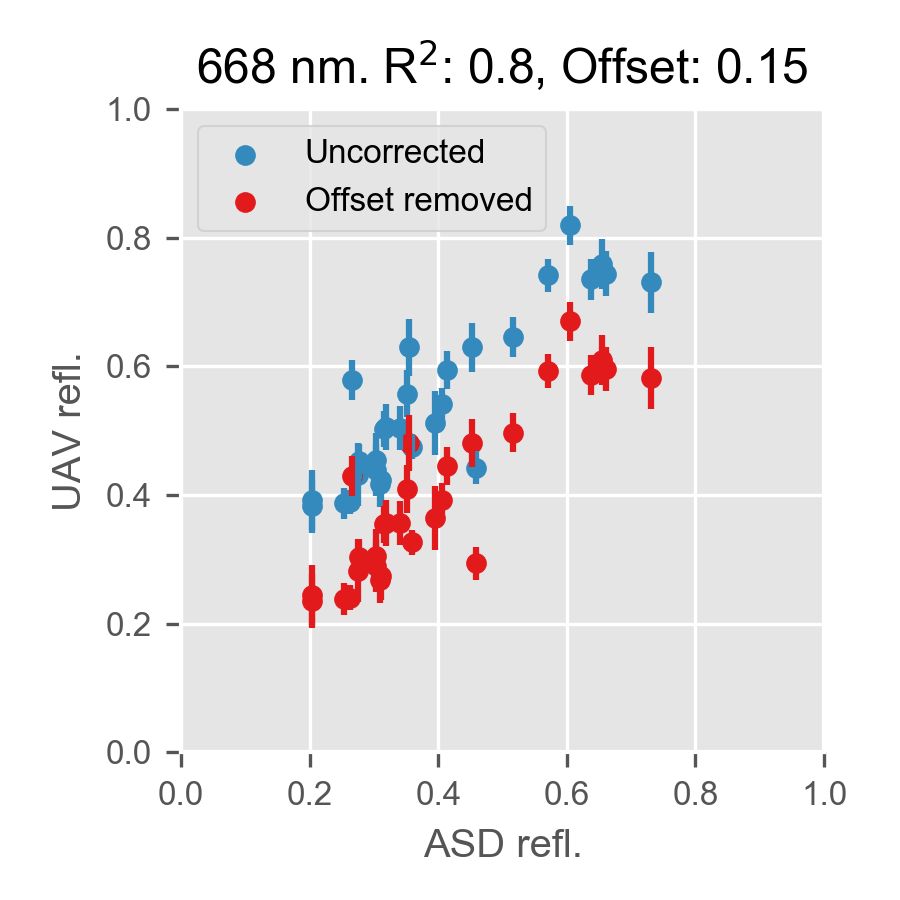 668 nm. R²: 0.8, Offset: 0.15
Uncorrected
Offset removed
UAV refl.
1.0
0.8
0.6
0.4
0.2
0.0
0.0 0.2 0.4 0.6 0.8 1.0
ASD refl.